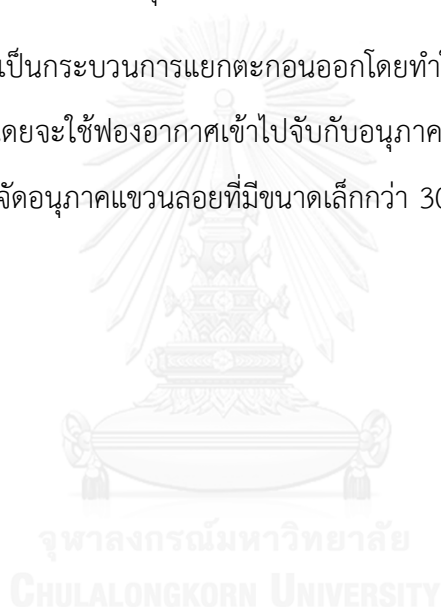 เป็นกระบวนการแยกตะกอนออกโดยทำใ
ดยจะใช้ฟองอากาศเข้าไปจับกับอนุภาค
จัดอนุภาคแขวนลอยที่มีขนาดเล็กกว่า 30
จุฬาลงกรณ์มหาวิทยาลัย
CHULALONGKORN UNIVERSITY